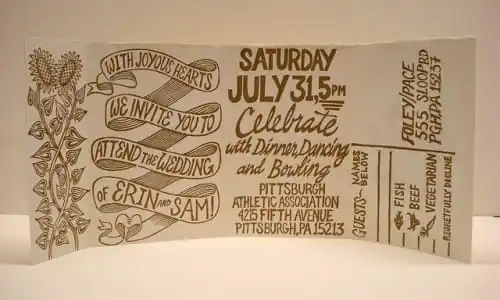 WITH JOYOUS HEARTS
WE INVITE YOU TO
ATTEND THE WEDDING
OF ERIN AND SAM!
SATURDAY
JULY 31, 5PM
Celebrate
with Dinner, Dancing
and Bowling
PITTSBURGH
ATHLETIC ASSOCIATION
4215 FIFTH AVENUE
PITTSBURGH, PA 15213
FOLEY/PACE
555 SLOOP RD
PGH, PA 15237
GUESTS - NAMES
BELOW
FISH
BEEF
VEGETARIAN
REGRETFULLY DECLINE